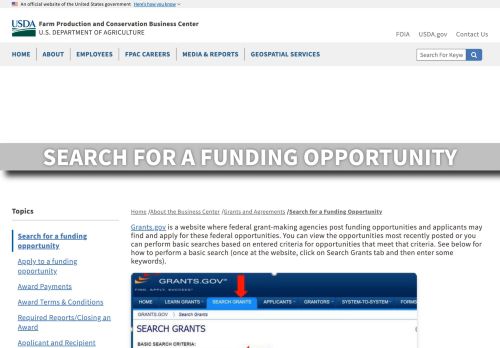 An official website of the United States government Here's how you know
USDA Farm Production and Conservation Business Center
U.S. DEPARTMENT OF AGRICULTURE
FOIA USDA.gov Contact Us
HOME ABOUT EMPLOYEES FPAC CAREERS MEDIA & REPORTS GEOSPATIAL SERVICES
Search For Keyw
SEARCH FOR A FUNDING OPPORTUNITY
Topics
Search for a funding
opportunity
Apply to a funding
opportunity
Award Payments
Award Terms & Conditions
Required Reports/Closing an
Award
Applicant and Recipient
Home /About the Business Center /Grants and Agreements /Search for a Funding Opportunity
Grants.gov is a website where federal grant-making agencies post funding opportunities and applicants may
find and apply for these federal opportunities. You can view the opportunities most recently posted or you
can perform basic searches based on entered criteria for opportunities that meet that criteria. See below for
how to perform a basic search (once at the website, click on Search Grants tab and then enter some
keywords).
GRANTS.GOV
FIND. APPLY. SUCCEED.
HOME LEARN GRANTS SEARCH GRANTS APPLICANTS GRANTORS SYSTEM-TO-SYSTEM FORMS
GRANTS.GOV Search Grants
SEARCH GRANTS
BASIC SEARCH CRITERIA: